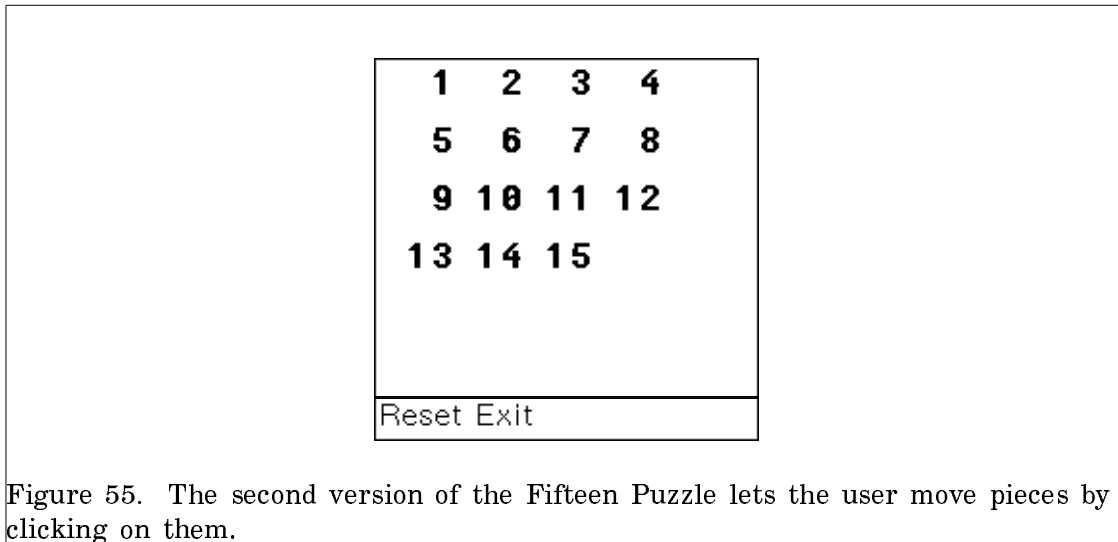 1 2 3 4
5 6 7 8
9 10 11 12
13 14 15
Reset Exit
Figure 55. The second version of the Fifteen Puzzle lets the user move pieces by
clicking on them.